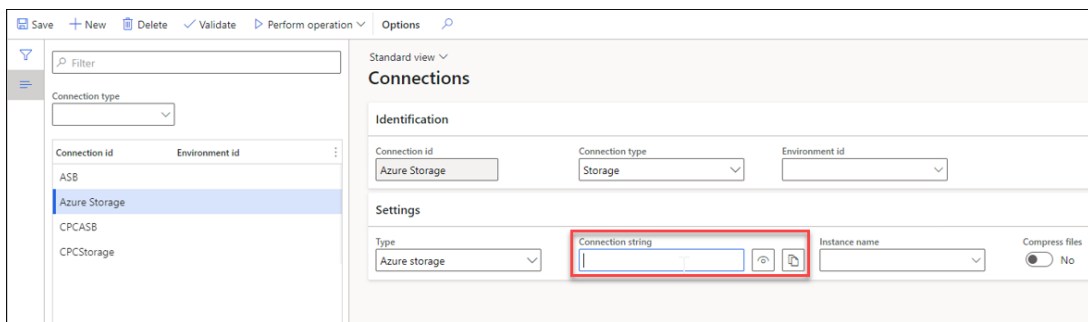 Save New Delete Validate Perform operation Options
Filter
Connection type
Connection id Environment id
ASB
Azure Storage
CPCASB
CPCStorage
Standard view
Connections
Identification
Connection id Connection type Environment id
Azure Storage Storage
Settings
Type Connection string Instance name Compress files
Azure storage No